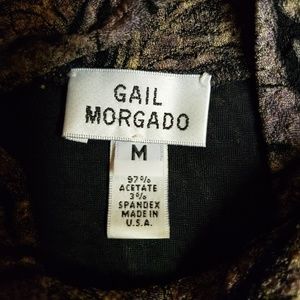 GAIL
MORGADO
M
97%
ACETATE
3%
SPANDEX
MADE IN
U.S.A.